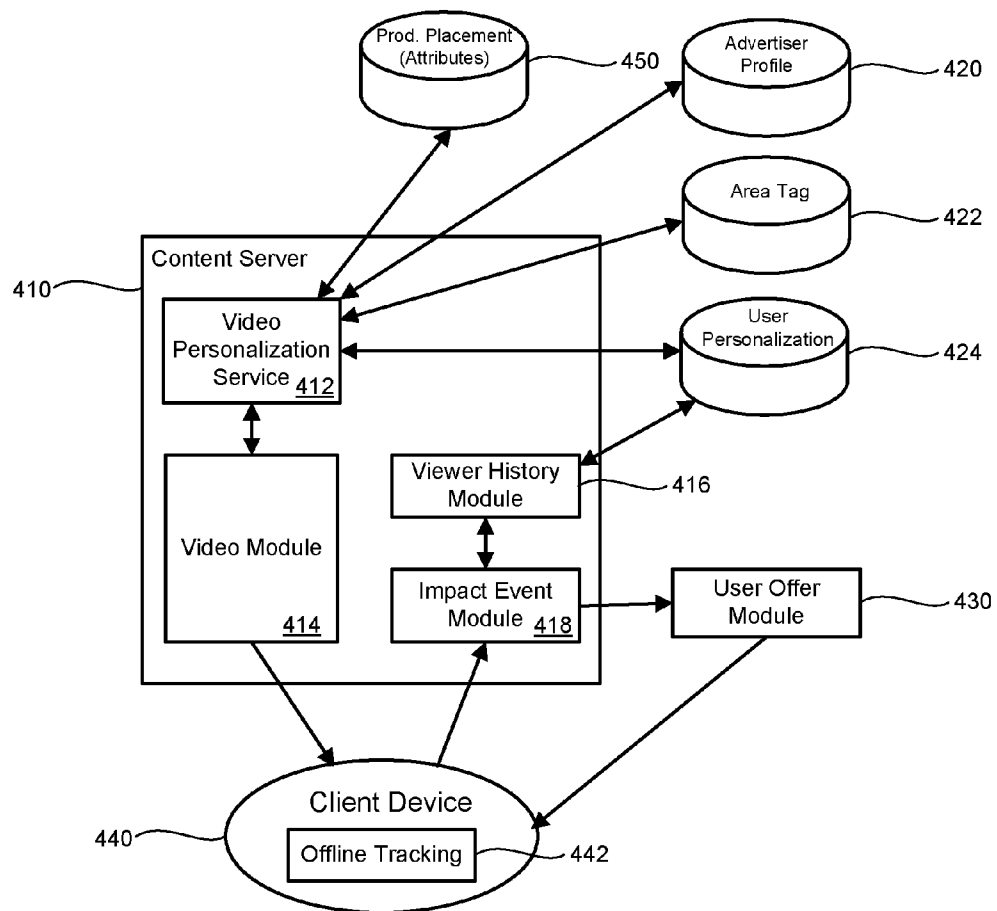 Prod. Placement
(Attributes)
450
Advertiser
Profile
420
Area Tag
422
Content Server
410
Video
Personalization
Service 412
User
Personalization
424
Viewer History
Module
416
Video Module
414
Impact Event
Module 418
User Offer
Module
430
Client Device
440
Offline Tracking
442